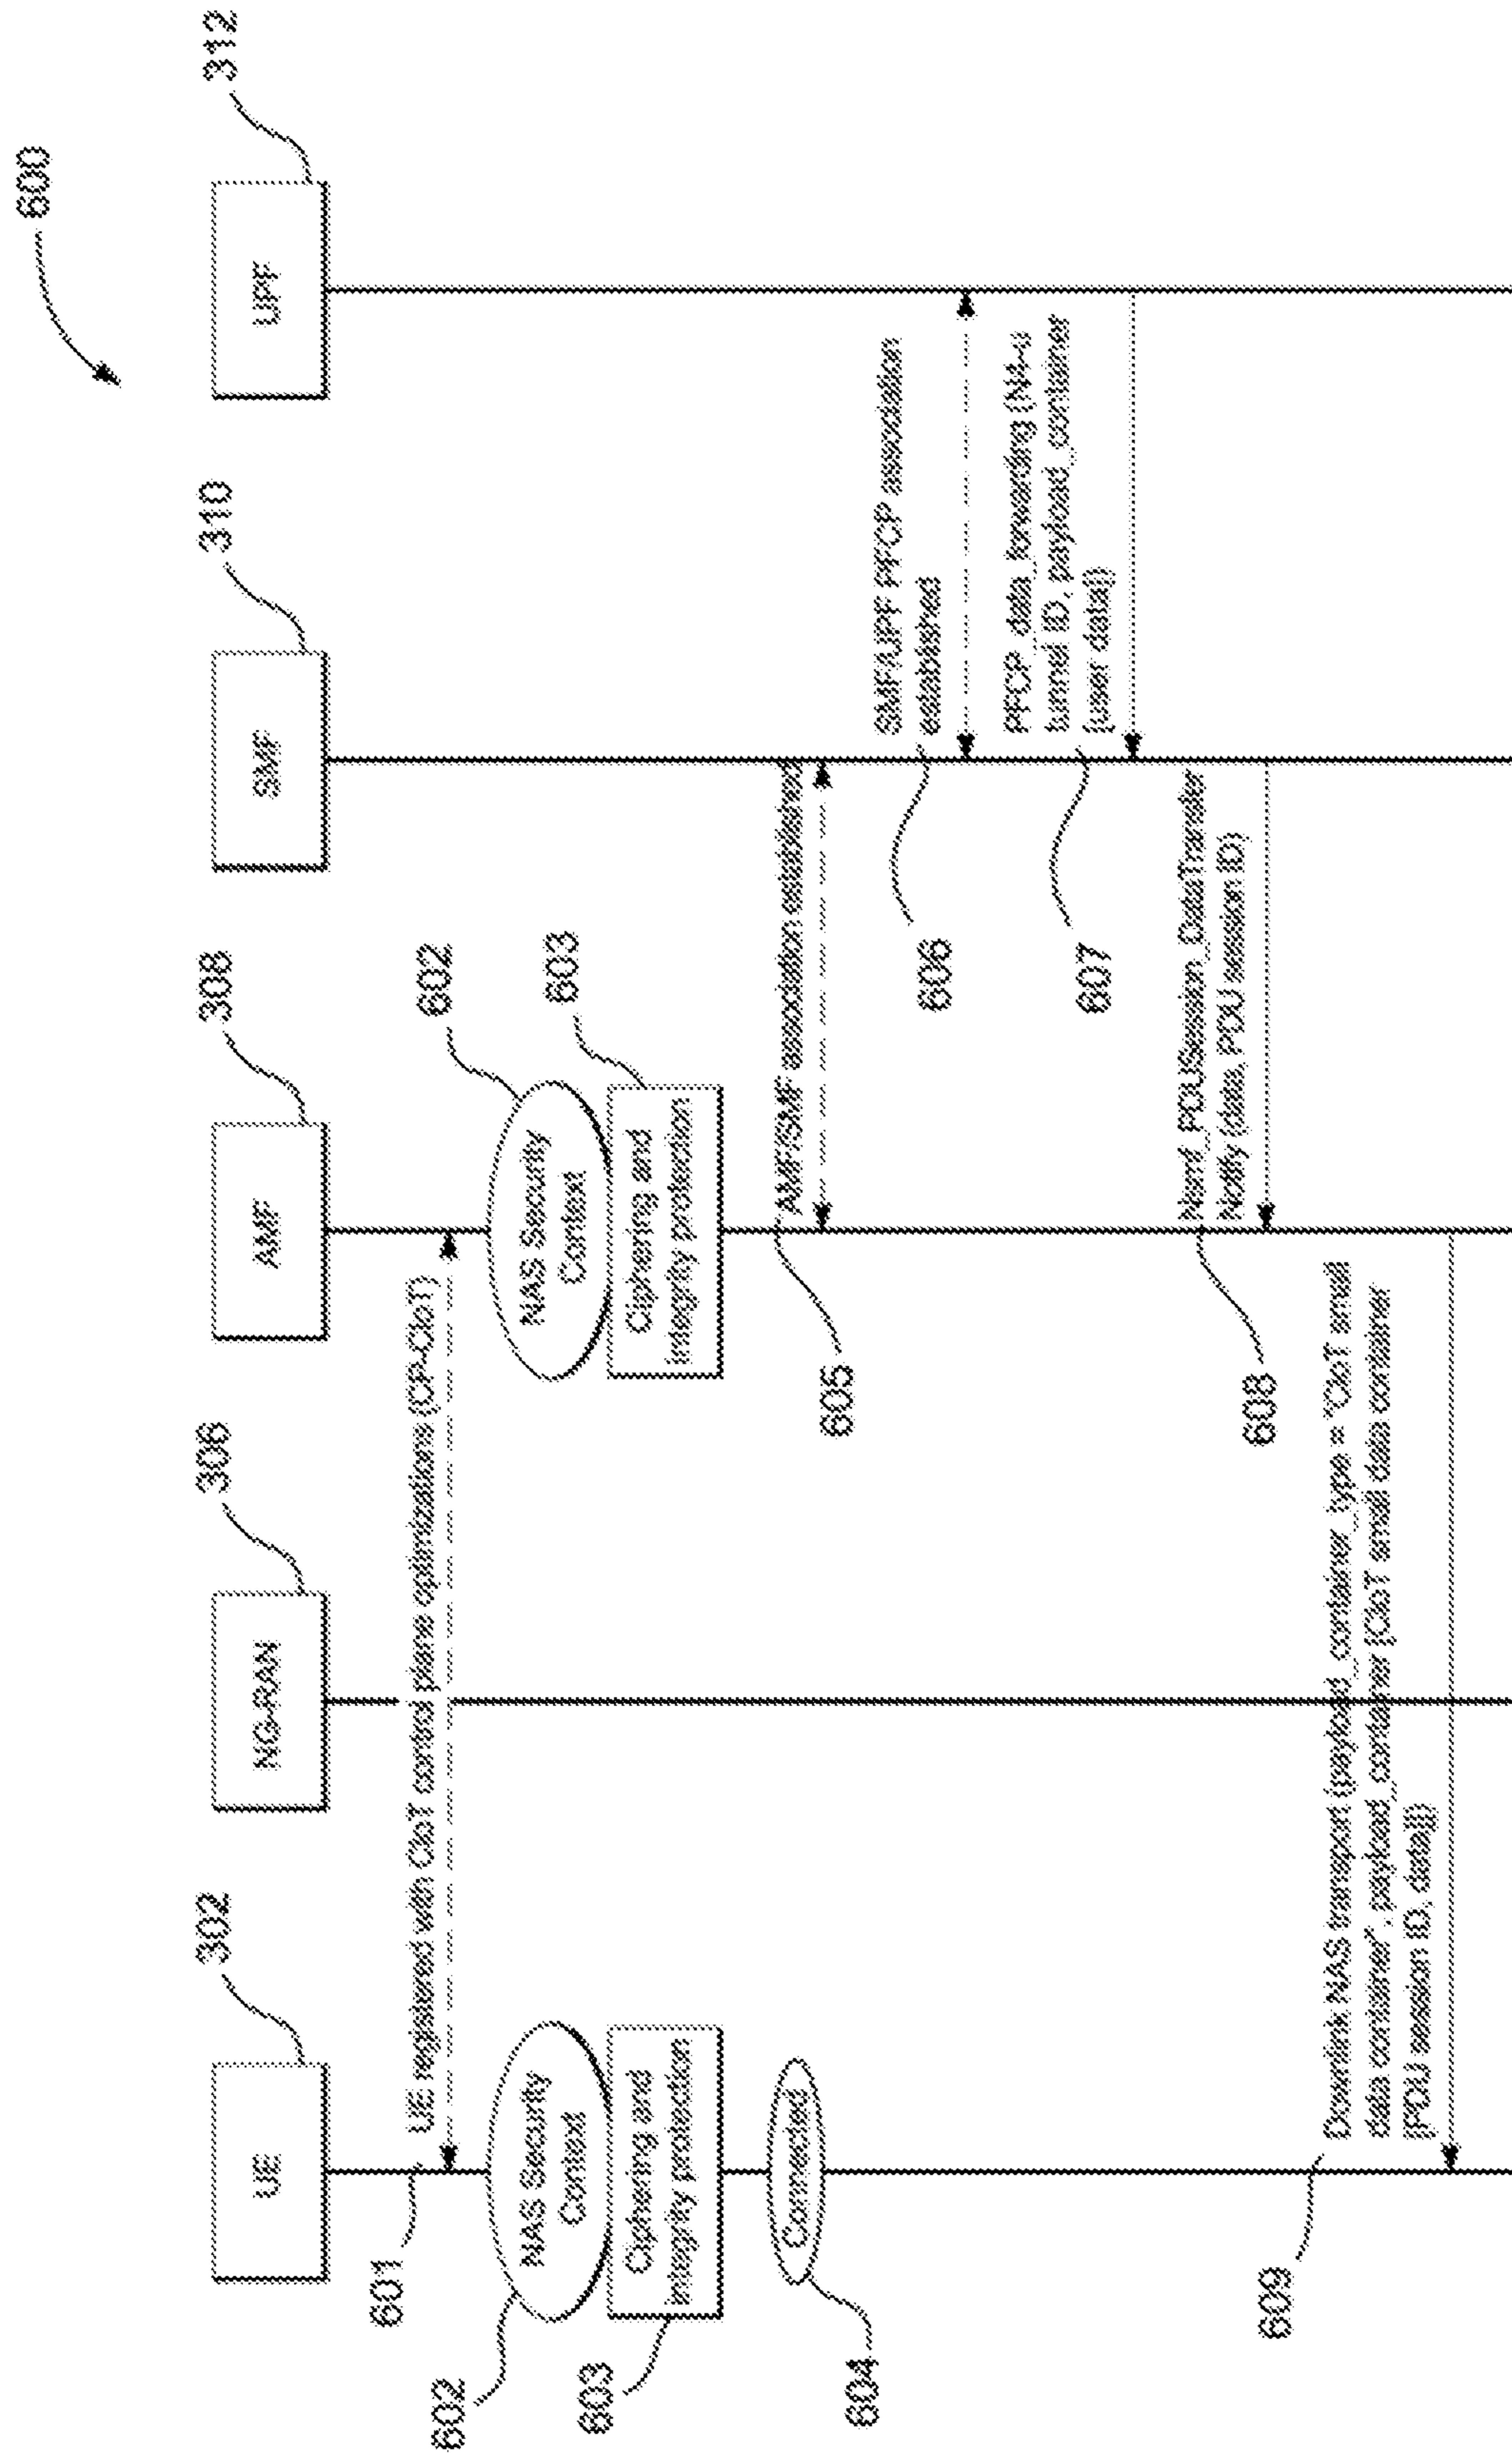 600
UE
302
NG-RAN
306
AMF
308
SMF
310
UPF
312
601
UE registered with CIoT control plane optimizations (CP-CIoT)
602
NAS Security
Context
603
Ciphering and
integrity protection
NAS Security
Context
602
Ciphering and
integrity protection
603
604
Connected
605
AMF/SMF association established
606
SMF/UPF PFCP association
established
607
PFCP_data_forwarding (N4-u
tunnel ID, payload_container
[user data])
608
Nsmf_PDUSession_DataTransfer
Notify (data, PDU session ID)
609
Downlink NAS transport (payload_container_type = "CIoT small
data container", payload_container [CIoT small data container
[PDU session ID, data]])